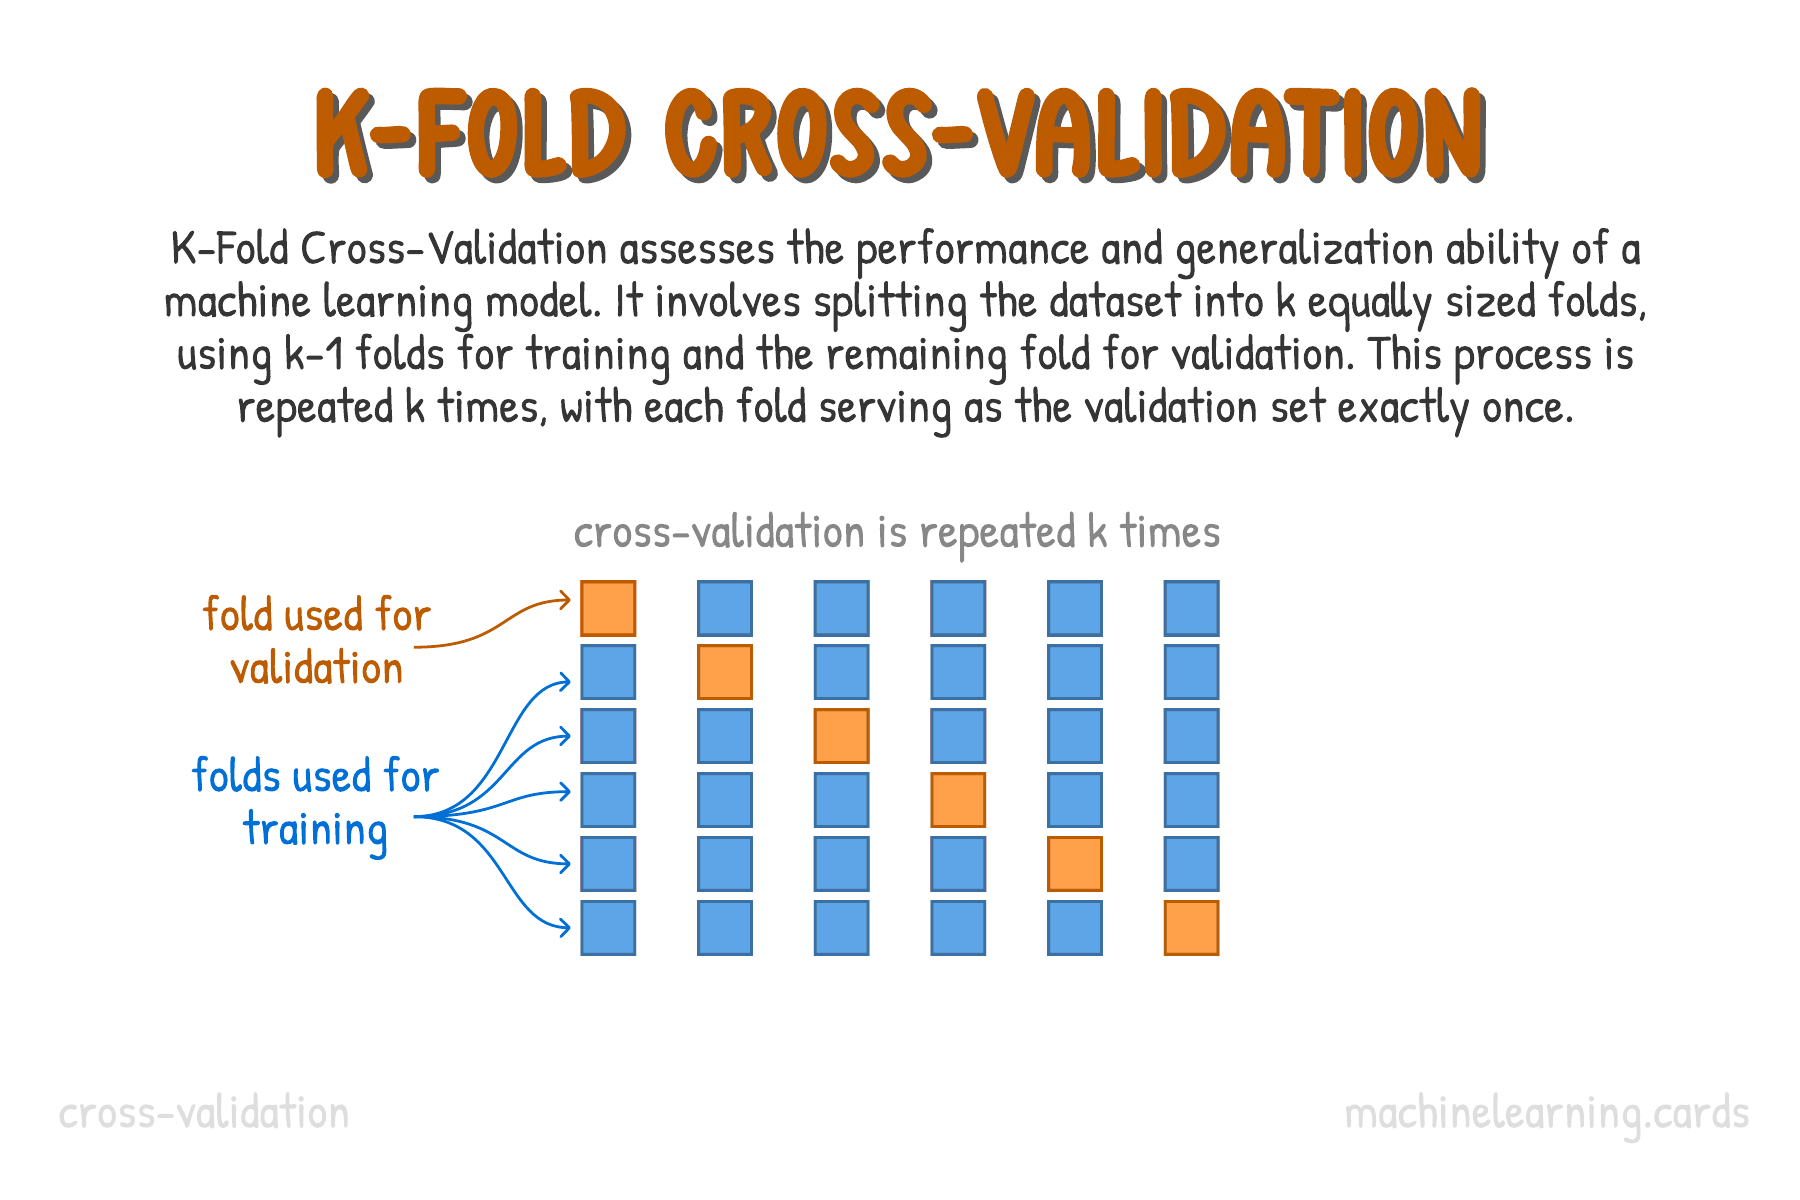 K-FOLD CROSS-VALIDATION
K-Fold Cross-Validation assesses the performance and generalization ability of a
machine learning model. It involves splitting the dataset into k equally sized folds,
using k-1 folds for training and the remaining fold for validation. This process is
repeated k times, with each fold serving as the validation set exactly once.
cross-validation is repeated k times
fold used for
validation
folds used for
training
cross-validation
machinelearning.cards